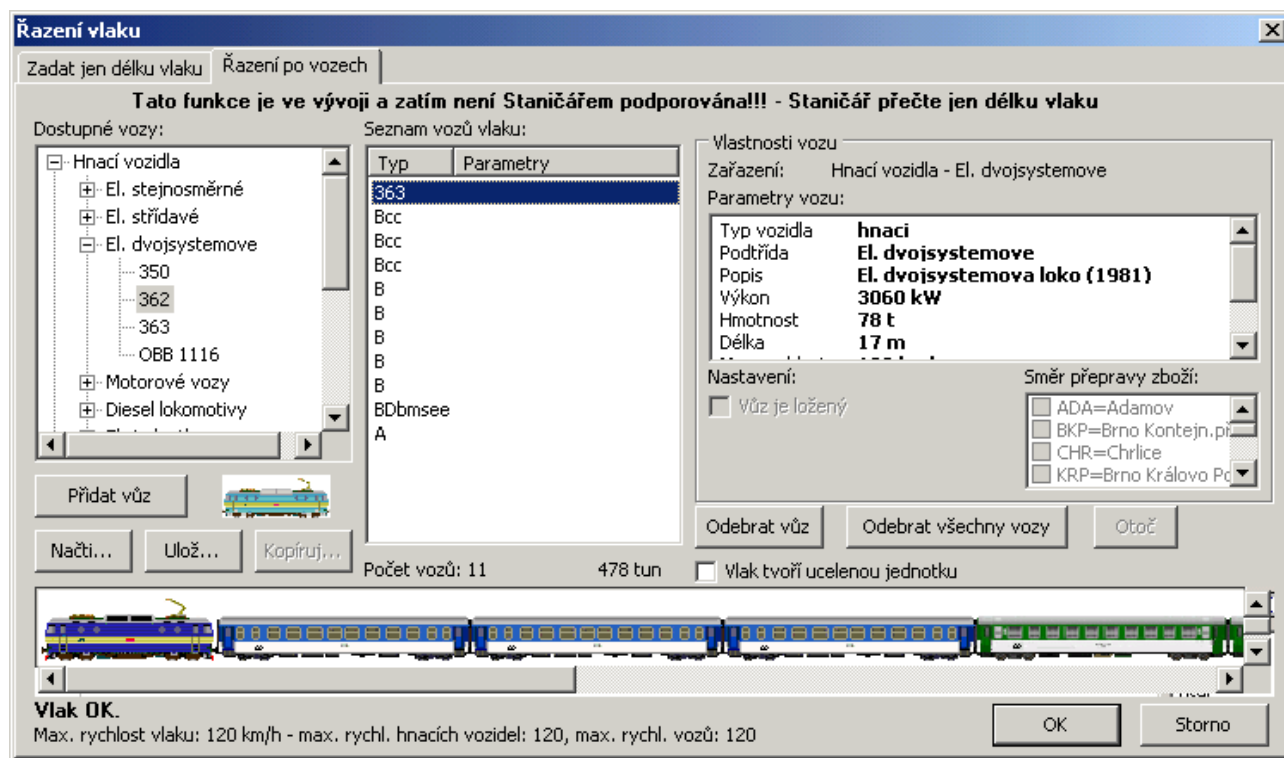 Řazení vlaku
Zadat jen délku vlaku
Řazení po vozech
Tato funkce je ve vývoji a zatím není Staničářem podporována!!! - Staničář přečte jen délku vlaku
Dostupné vozy:
Hnací vozidla
El. stejnosměrné
El. střídavé
El. dvojsystemove
350
362
363
OBB 1116
Motorové vozy
Diesel lokomotivy
Přidat vůz
Načti...
Ulož...
Kopíruj...
Seznam vozů vlaku:
Typ Parametry
363
Bcc
Bcc
Bcc
B
B
B
B
B
BDbmsee
A
Počet vozů: 11 478 tun
Vlastnosti vozu
Zařazení: Hnací vozidla - El. dvojsystemove
Parametry vozu:
Typ vozidla hnaci
Podtřída El. dvojsystemove
Popis El. dvojsystemova loko (1981)
Výkon 3060 kW
Hmotnost 78 t
Délka 17 m
Nastavení:
Vůz je ložený
Směr přepravy zboží:
ADA=Adamov
BKP=Brno Kontejn.př
CHR=Chrlice
KRP=Brno Královo Po
Odebrat vůz
Odebrat všechny vozy
Otoč
Vlak tvoří ucelenou jednotku
Vlak OK.
Max. rychlost vlaku: 120 km/h - max. rychl. hnacích vozidel: 120, max. rychl. vozů: 120
OK
Storno